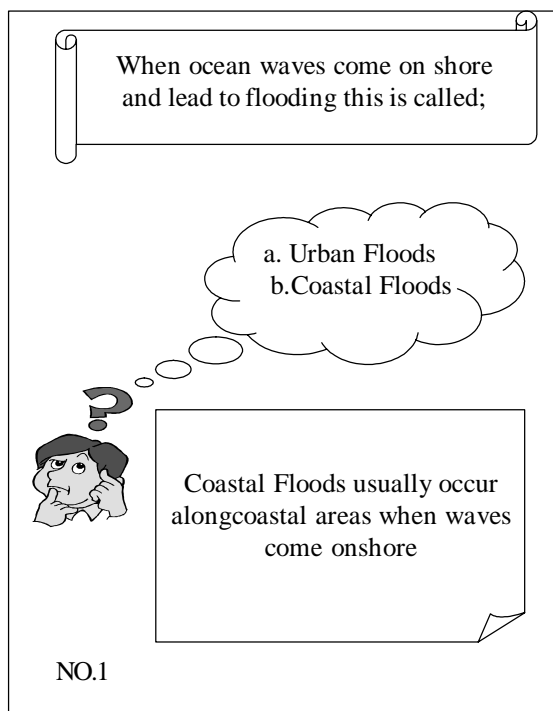 When ocean waves come on shore
and lead to flooding this is called;
a. Urban Floods
b.Coastal Floods
?
Coastal Floods usually occur
alongcoastal areas when waves
come onshore
NO.1